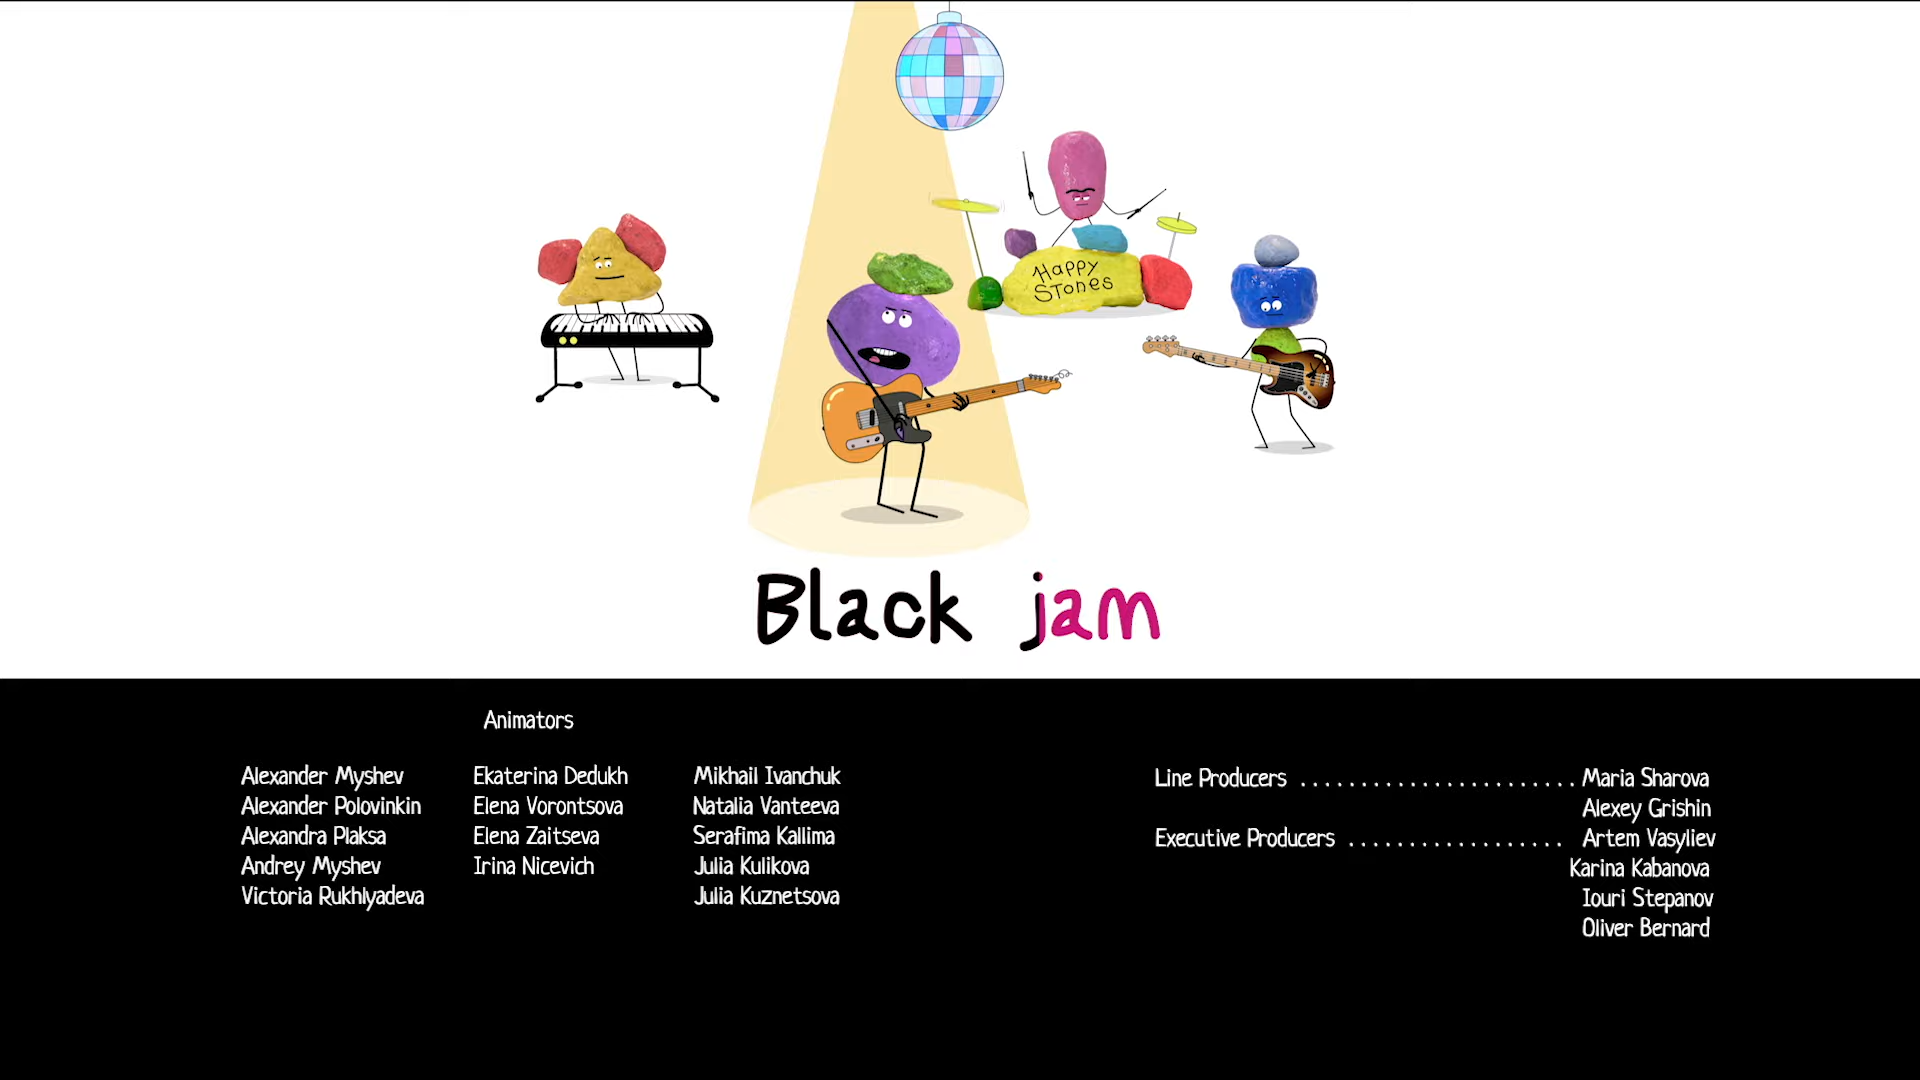 Happy
Stones
Black jam
Animators
Alexander Myshev
Alexander Polovinkin
Alexandra Plaksa
Andrey Myshev
Victoria Rukhlyadeva
Ekaterina Dedukh
Elena Vorontsova
Elena Zaitseva
Irina Nicevich
Mikhail Ivanchuk
Natalia Vanteeva
Serafima Kallima
Julia Kulikova
Julia Kuznetsova
Line Producers ....................... Maria Sharova
Alexey Grishin
Executive Producers .................. Artem Vasyliev
Karina Kabanova
Iouri Stepanov
Oliver Bernard